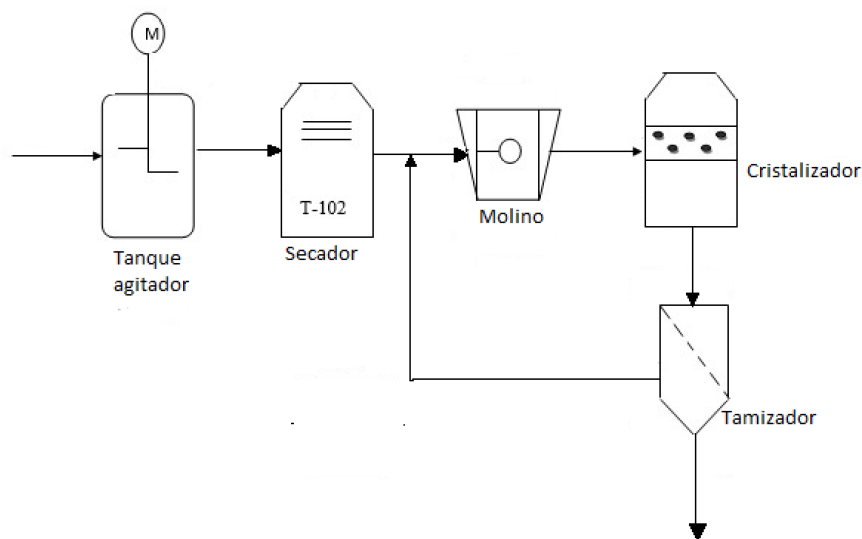 M
T-102
Tanque
agitador
Secador
Molino
Cristalizador
Tamizador